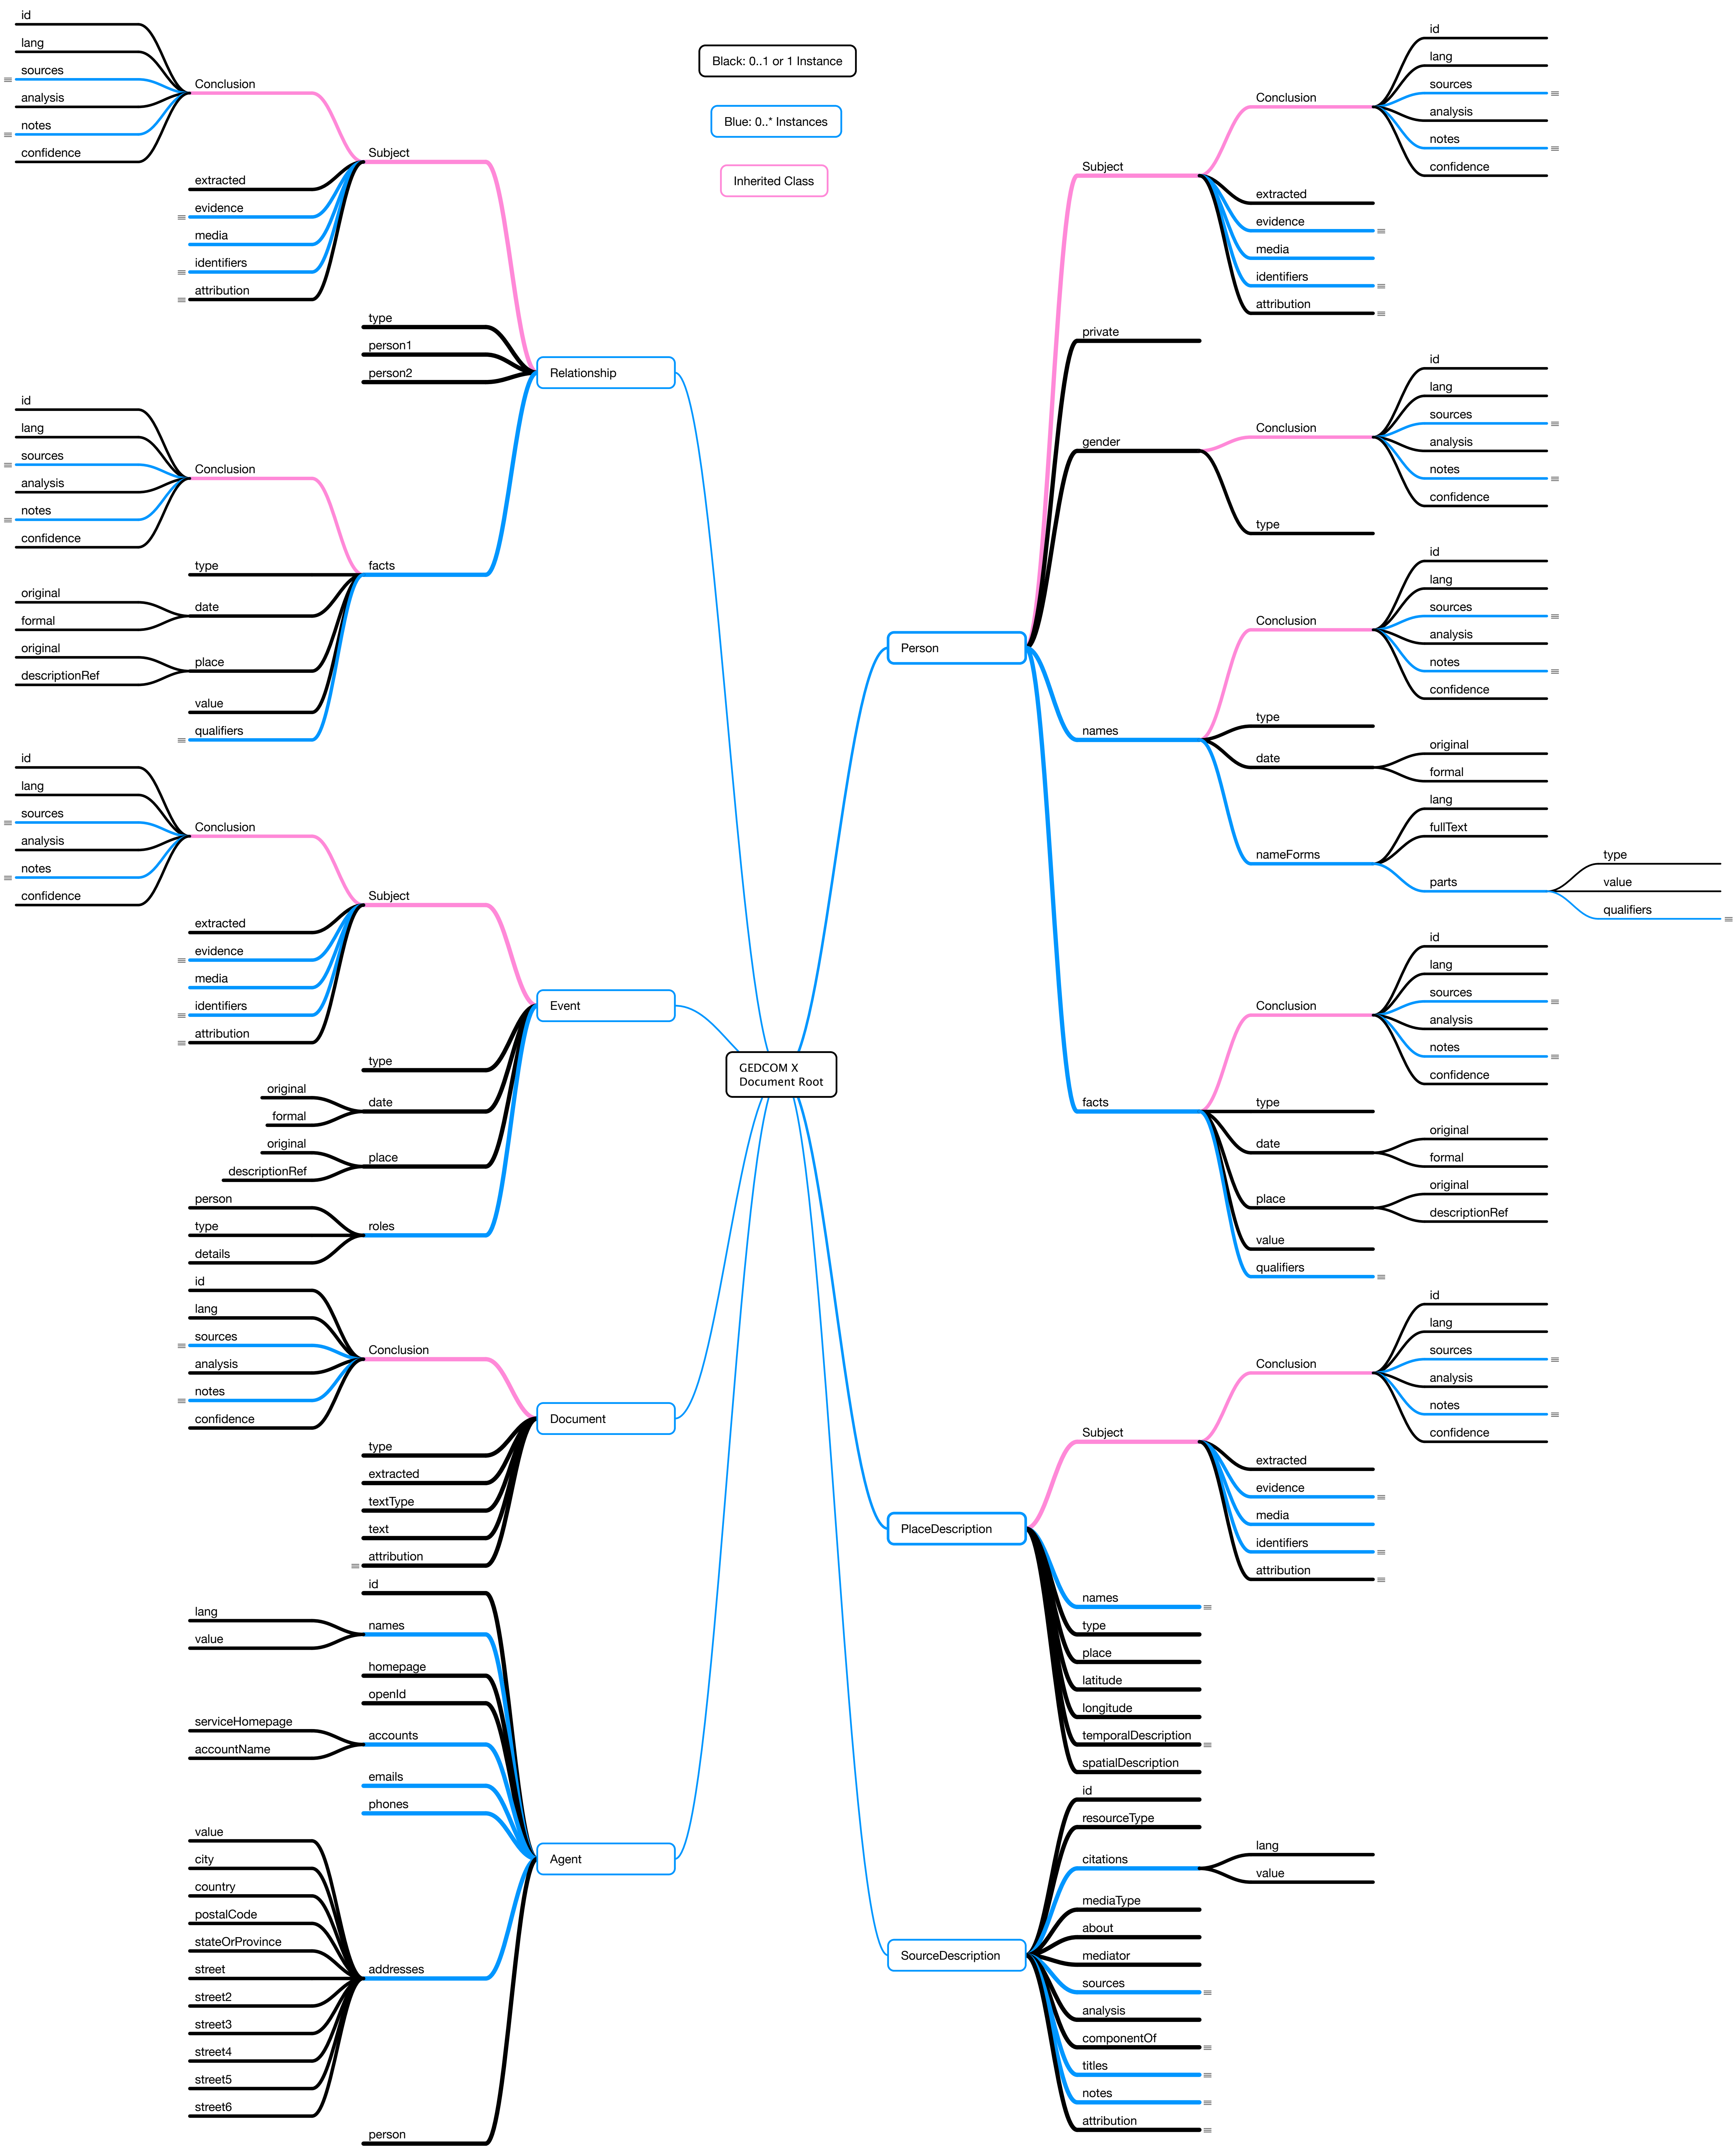 Black: 0..1 or 1 Instance
Blue: 0..* Instances
Inherited Class
GEDCOM X
Document Root
Relationship
Subject
Conclusion
id
lang
sources
analysis
notes
confidence
extracted
evidence
media
identifiers
attribution
type
person1
person2
facts
Conclusion
id
lang
sources
analysis
notes
confidence
type
date
original
formal
place
original
descriptionRef
value
qualifiers
Event
Subject
Conclusion
id
lang
sources
analysis
notes
confidence
extracted
evidence
media
identifiers
attribution
type
date
original
formal
place
original
descriptionRef
roles
person
type
details
Document
Conclusion
id
lang
sources
analysis
notes
confidence
type
extracted
textType
text
attribution
Agent
id
names
lang
value
homepage
openId
accounts
serviceHomepage
accountName
emails
phones
addresses
value
city
country
postalCode
stateOrProvince
street
street2
street3
street4
street5
street6
person
Person
Subject
Conclusion
id
lang
sources
analysis
notes
confidence
extracted
evidence
media
identifiers
attribution
private
gender
Conclusion
id
lang
sources
analysis
notes
confidence
type
names
Conclusion
id
lang
sources
analysis
notes
confidence
type
date
original
formal
nameForms
lang
fullText
parts
type
value
qualifiers
facts
Conclusion
id
lang
sources
analysis
notes
confidence
type
date
original
formal
place
original
descriptionRef
value
qualifiers
PlaceDescription
Subject
Conclusion
id
lang
sources
analysis
notes
confidence
extracted
evidence
media
identifiers
attribution
names
type
place
latitude
longitude
temporalDescription
spatialDescription
SourceDescription
id
resourceType
citations
lang
value
mediaType
about
mediator
sources
analysis
componentOf
titles
notes
attribution